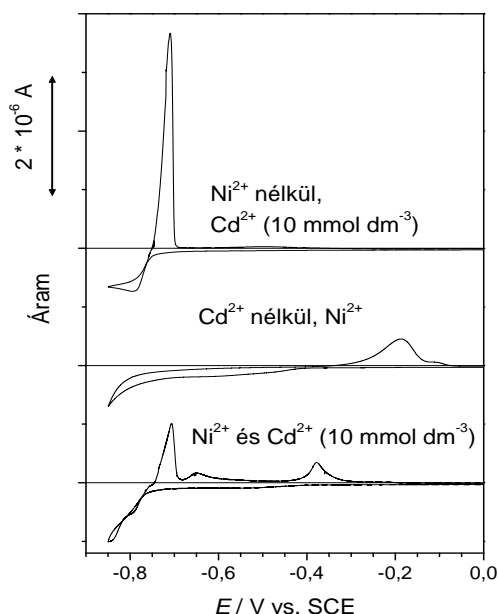 2 * 10⁻⁶ A
Áram
Ni²⁺ nélkül,
Cd²⁺ (10 mmol dm⁻³)
Cd²⁺ nélkül, Ni²⁺
Ni²⁺ és Cd²⁺ (10 mmol dm⁻³)
-0,8 -0,6 -0,4 -0,2 0,0
E / V vs. SCE